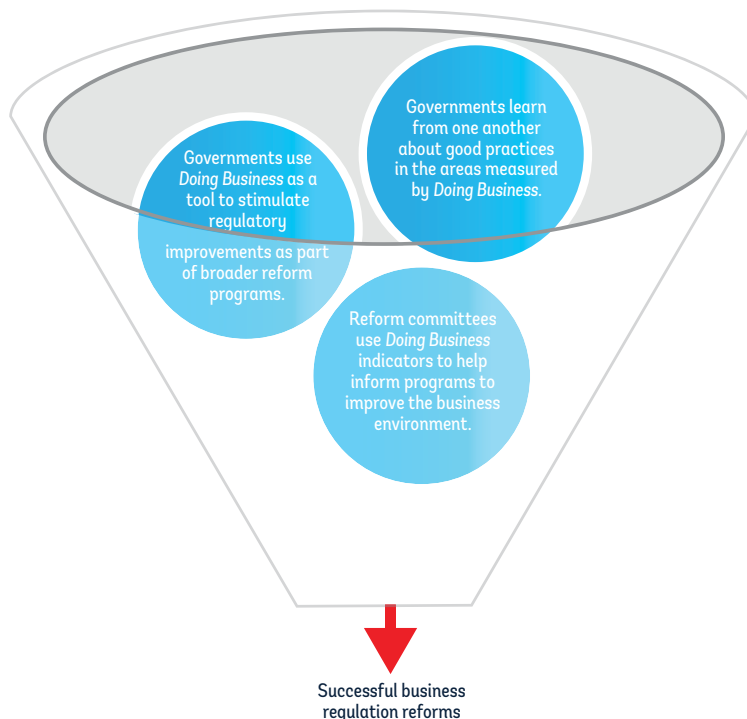 Governments use
Doing Business as a
tool to stimulate
regulatory
improvements as part
of broader reform
programs.
Governments learn
from one another
about good practices
in the areas measured
by Doing Business.
Reform committees
use Doing Business
indicators to help
inform programs to
improve the business
environment.
Successful business
regulation reforms